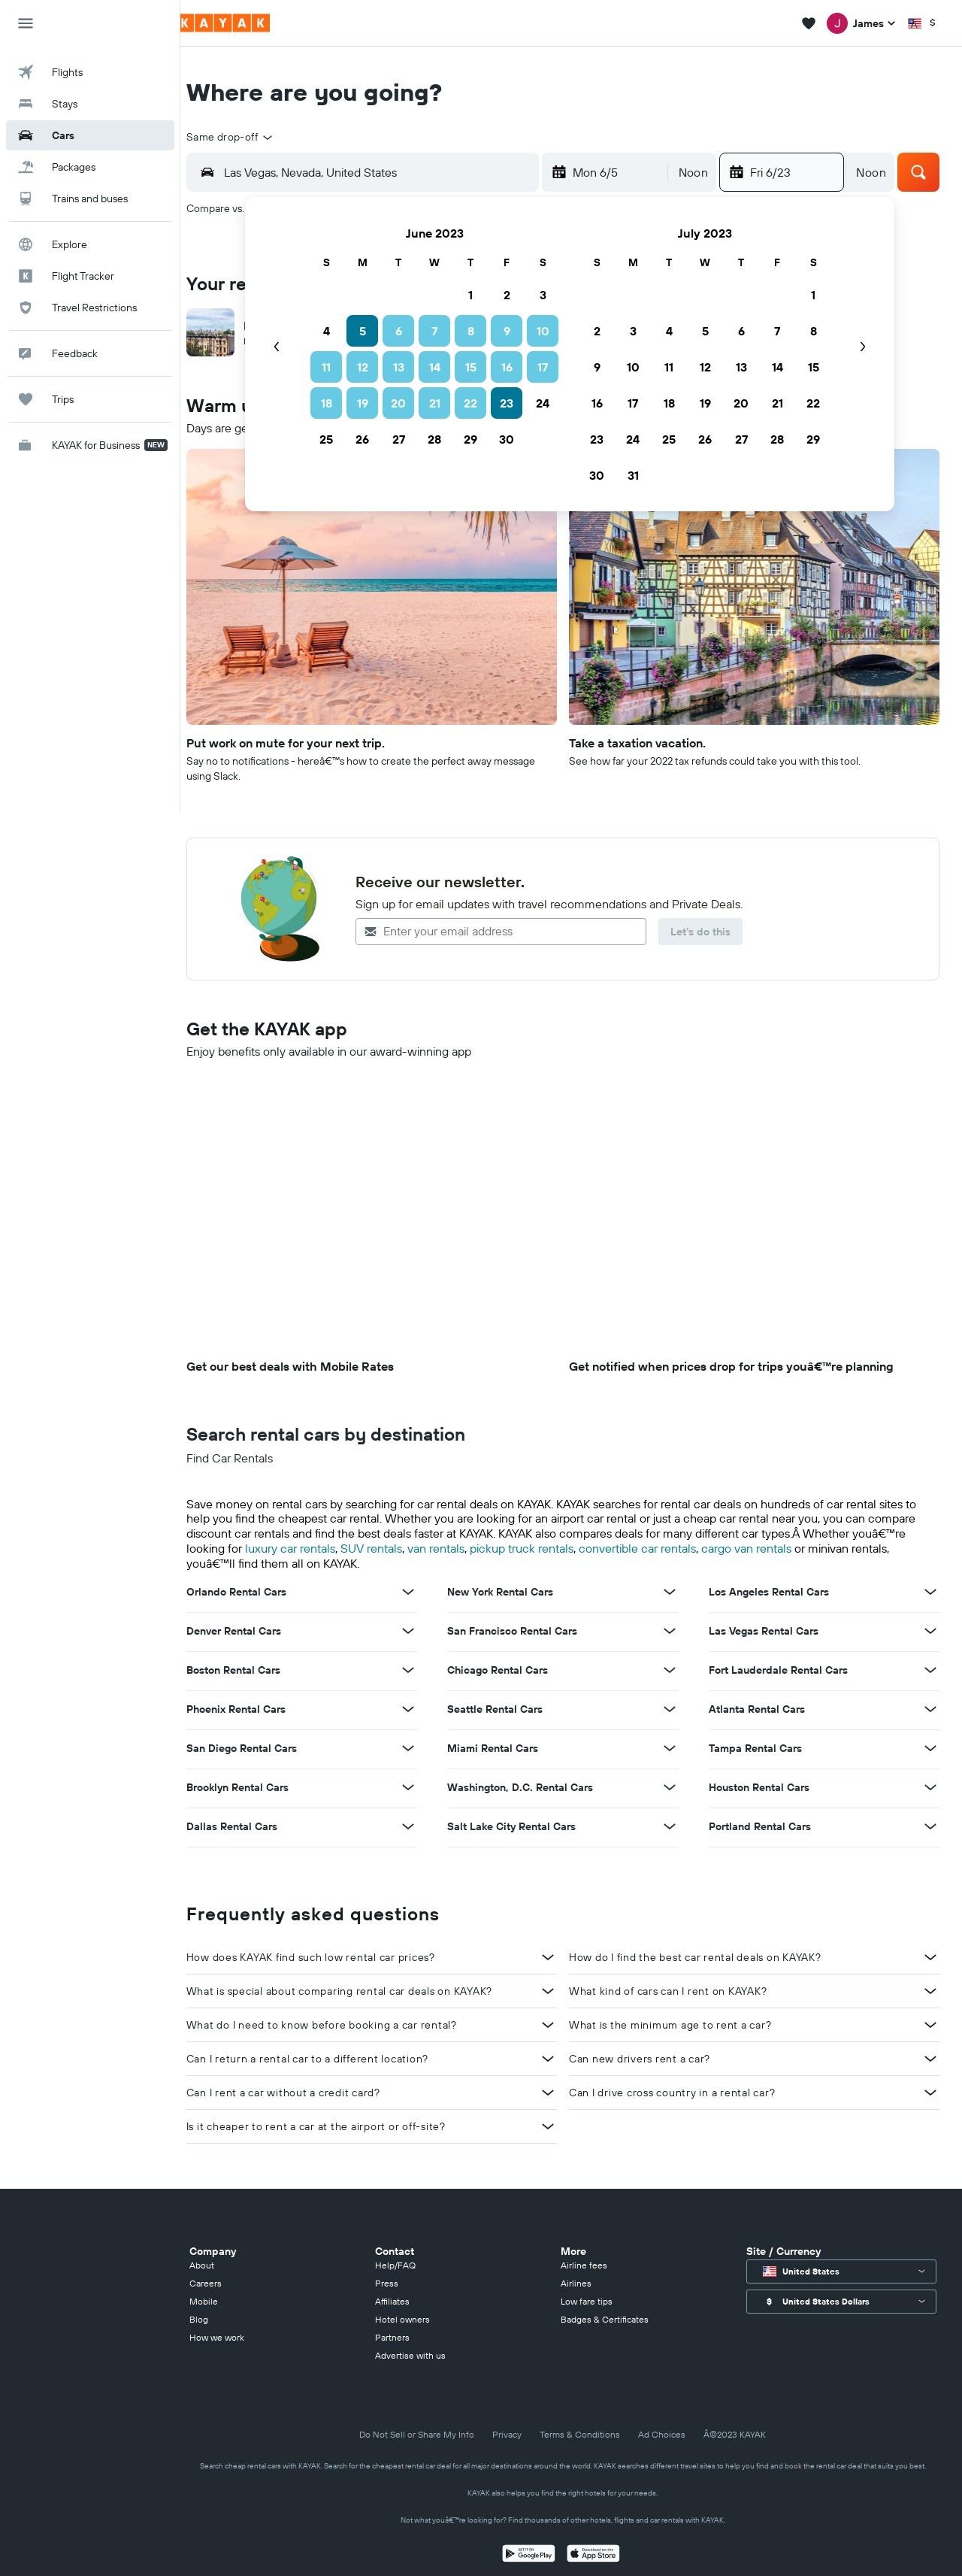 KAYAK
J James $
Flights
Stays
Cars
Packages
Trains and buses
Explore
Flight Tracker
Travel Restrictions
Feedback
Trips
KAYAK for Business NEW
Where are you going?
Same drop-off
Las Vegas, Nevada, United States Mon 6/5 Noon Fri 6/23 Noon
Compare vs.
June 2023
S M T W T F S
1 2 3
4 5 6 7 8 9 10
11 12 13 14 15 16 17
18 19 20 21 22 23 24
25 26 27 28 29 30
July 2023
S M T W T F S
1
2 3 4 5 6 7 8
9 10 11 12 13 14 15
16 17 18 19 20 21 22
23 24 25 26 27 28 29
30 31
Your re
Warm u
Days are ge
Put work on mute for your next trip.
Say no to notifications - hereâ€™s how to create the perfect away message
using Slack.
Take a taxation vacation.
See how far your 2022 tax refunds could take you with this tool.
Receive our newsletter.
Sign up for email updates with travel recommendations and Private Deals.
Enter your email address Let's do this
Get the KAYAK app
Enjoy benefits only available in our award-winning app
Get our best deals with Mobile Rates
Get notified when prices drop for trips youâ€™re planning
Search rental cars by destination
Find Car Rentals
Save money on rental cars by searching for car rental deals on KAYAK. KAYAK searches for rental car deals on hundreds of car rental sites to
help you find the cheapest car rental. Whether you are looking for an airport car rental or just a cheap car rental near you, you can compare
discount car rentals and find the best deals faster at KAYAK. KAYAK also compares deals for many different car types.Â Whether youâ€™re
looking for luxury car rentals, SUV rentals, van rentals, pickup truck rentals, convertible car rentals, cargo van rentals or minivan rentals,
youâ€™ll find them all on KAYAK.
Orlando Rental Cars New York Rental Cars Los Angeles Rental Cars
Denver Rental Cars San Francisco Rental Cars Las Vegas Rental Cars
Boston Rental Cars Chicago Rental Cars Fort Lauderdale Rental Cars
Phoenix Rental Cars Seattle Rental Cars Atlanta Rental Cars
San Diego Rental Cars Miami Rental Cars Tampa Rental Cars
Brooklyn Rental Cars Washington, D.C. Rental Cars Houston Rental Cars
Dallas Rental Cars Salt Lake City Rental Cars Portland Rental Cars
Frequently asked questions
How does KAYAK find such low rental car prices? How do I find the best car rental deals on KAYAK?
What is special about comparing rental car deals on KAYAK? What kind of cars can I rent on KAYAK?
What do I need to know before booking a car rental? What is the minimum age to rent a car?
Can I return a rental car to a different location? Can new drivers rent a car?
Can I rent a car without a credit card? Can I drive cross country in a rental car?
Is it cheaper to rent a car at the airport or off-site?
Company
About
Careers
Mobile
Blog
How we work
Contact
Help/FAQ
Press
Affiliates
Hotel owners
Partners
Advertise with us
More
Airline fees
Airlines
Low fare tips
Badges & Certificates
Site / Currency
United States
$ United States Dollars
Do Not Sell or Share My Info Privacy Terms & Conditions Ad Choices Â©2023 KAYAK
Search cheap rental cars with KAYAK. Search for the cheapest rental car deal for all major destinations around the world. KAYAK searches different travel sites to help you find and book the rental car deal that suits you best.
KAYAK also helps you find the right hotels for your needs.
Not what youâ€™re looking for? Find thousands of other hotels, flights and car rentals with KAYAK.
GET IT ON Google Play Download on the App Store